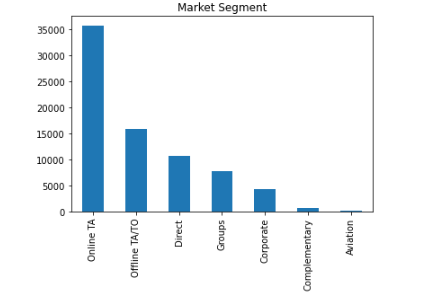 Market Segment
35000
30000
25000
20000
15000
10000
5000
0
Online TA
Offline TA/TO
Direct
Groups
Corporate
Complementary
Aviation